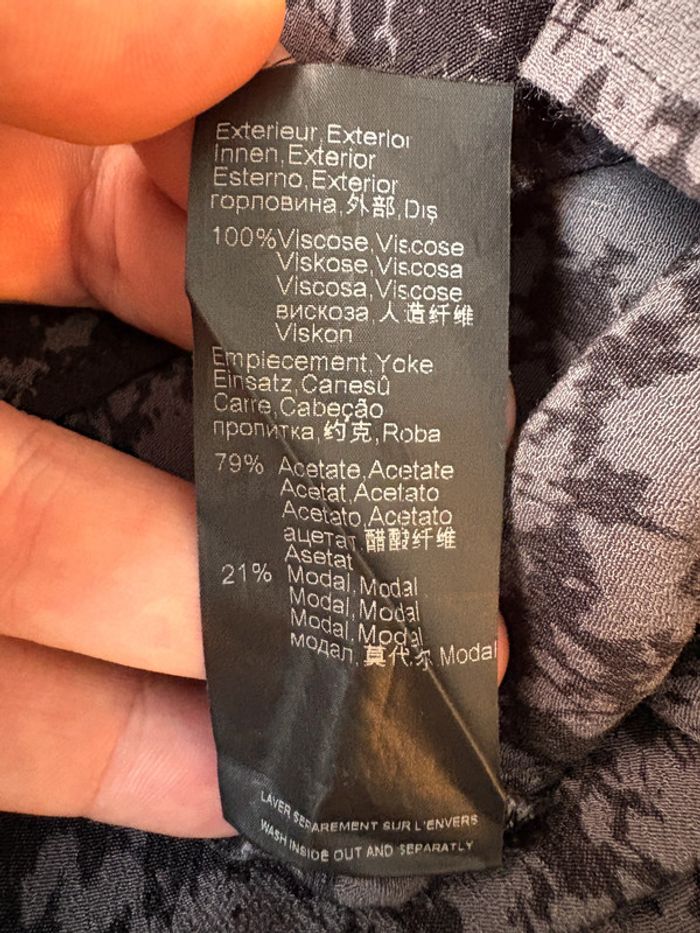 Exterieur,Exterior
Innen,Exterior
Esterno,Exterior
горловина,外部,Dış
100%Viscose,Viscose
Viskose,Viscosa
Viscosa,Viscose
вискоза,人造纤维
Viskon
Empiecement,Yoke
Einsatz,Canesû
Carre,Cabeção
пропитка,约克,Roba
79% Acetate,Acetate
Acetat,Acetato
Acetato,Acetato
ацетат,醋酸纤维
Asetat
21% Modal,Modal
Modal,Modal
Modal,Modal
модал,莫代尔 Modal
LAVER SEPAREMENT SUR L'ENVERS
WASH INSIDE OUT AND SEPARATLY